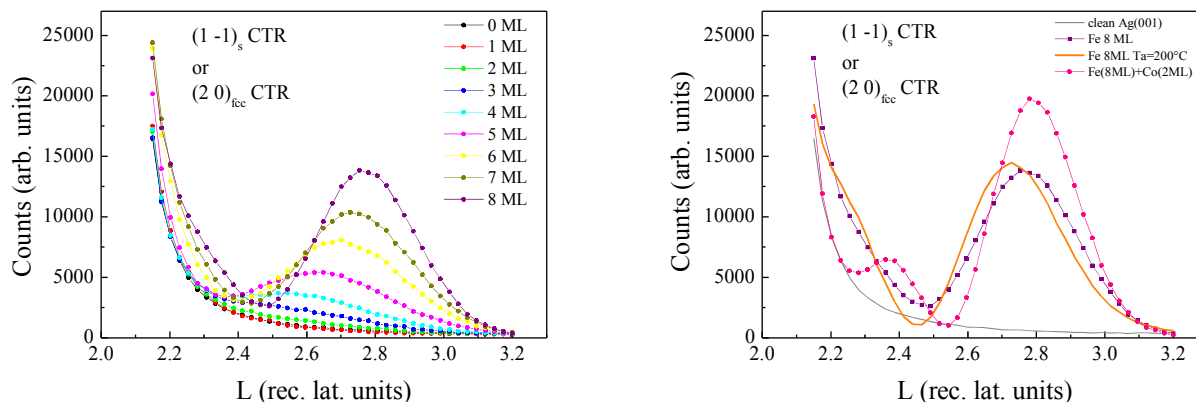 25000
20000
15000
10000
5000
0
Counts (arb. units)
(1 -1)s CTR
or
(2 0)fcc CTR
0 ML
1 ML
2 ML
3 ML
4 ML
5 ML
6 ML
7 ML
8 ML
2.0 2.2 2.4 2.6 2.8 3.0 3.2
L (rec. lat. units)
25000
20000
15000
10000
5000
0
Counts (arb. units)
(1 -1)s CTR
or
(2 0)fcc CTR
clean Ag(001)
Fe 8 ML
Fe 8ML Ta=200°C
Fe(8ML)+Co(2ML)
2.0 2.2 2.4 2.6 2.8 3.0 3.2
L (rec. lat. units)